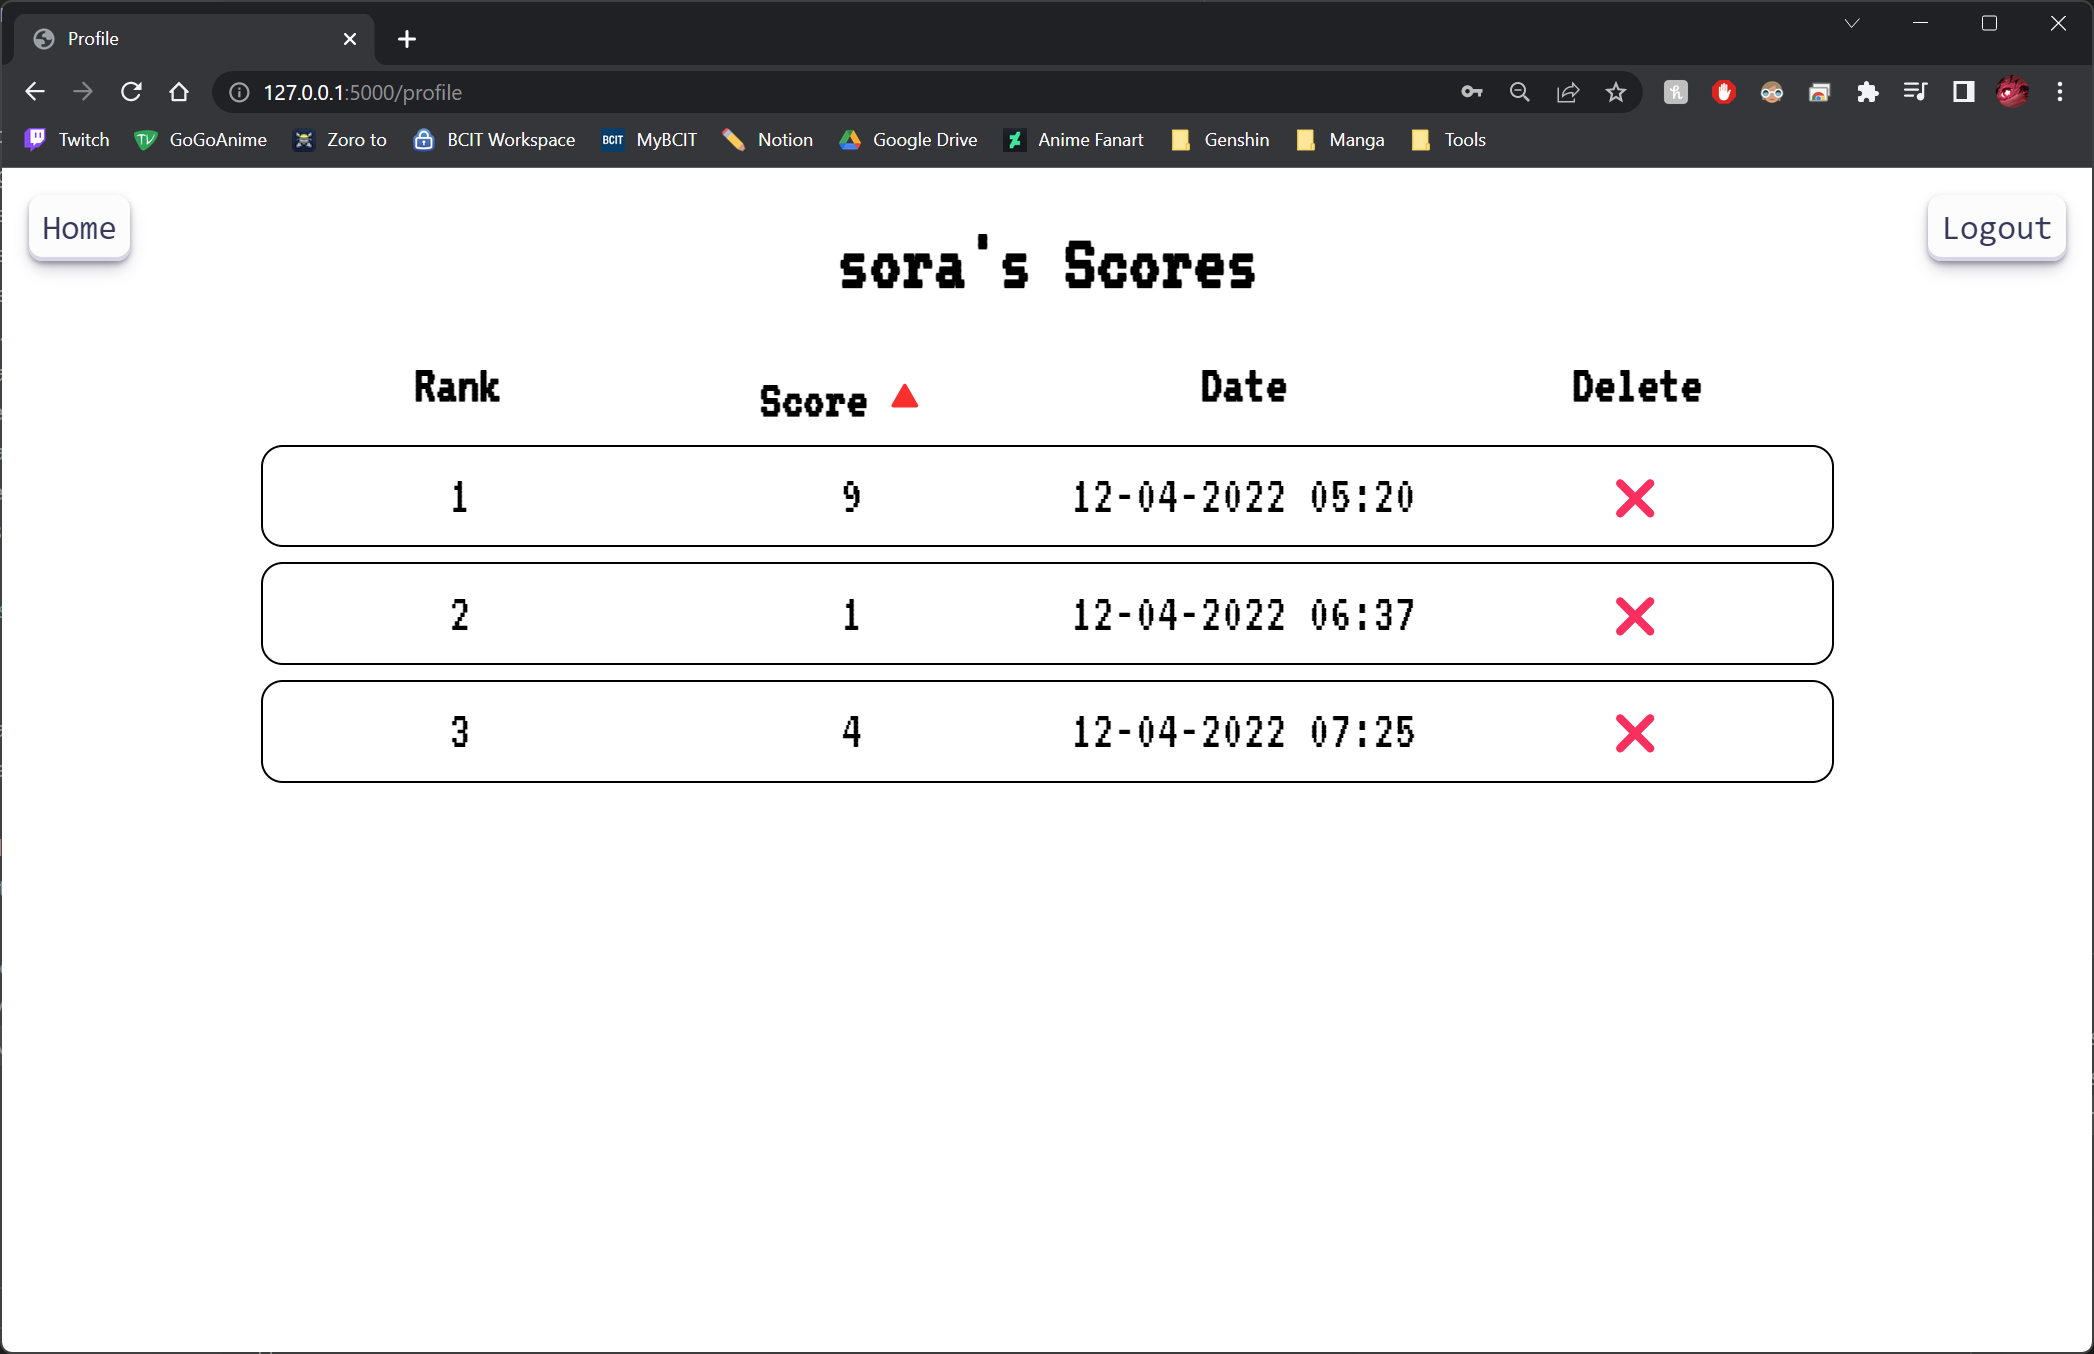 Profile
127.0.0.1:5000/profile
Twitch GoGoAnime Zoro to BCIT Workspace BCIT MyBCIT Notion Google Drive Anime Fanart Genshin Manga Tools
Home
Logout
sora's Scores
Rank Score Date Delete
1 9 12-04-2022 05:20
2 1 12-04-2022 06:37
3 4 12-04-2022 07:25